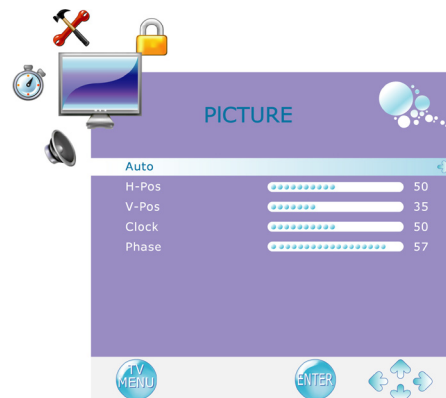 PICTURE
Auto
H-Pos 50
V-Pos 35
Clock 50
Phase 57
TV MENU
ENTER